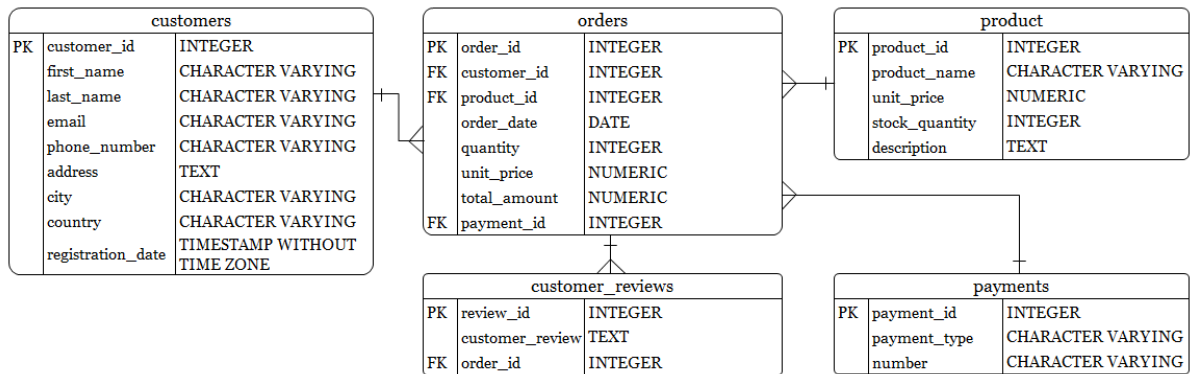 customers
PK customer_id INTEGER
first_name CHARACTER VARYING
last_name CHARACTER VARYING
email CHARACTER VARYING
phone_number CHARACTER VARYING
address TEXT
city CHARACTER VARYING
country CHARACTER VARYING
registration_date TIMESTAMP WITHOUT
TIME ZONE
orders
PK order_id INTEGER
FK customer_id INTEGER
FK product_id INTEGER
order_date DATE
quantity INTEGER
unit_price NUMERIC
total_amount NUMERIC
FK payment_id INTEGER
product
PK product_id INTEGER
product_name CHARACTER VARYING
unit_price NUMERIC
stock_quantity INTEGER
description TEXT
customer_reviews
PK review_id INTEGER
customer_review TEXT
FK order_id INTEGER
payments
PK payment_id INTEGER
payment_type CHARACTER VARYING
number CHARACTER VARYING